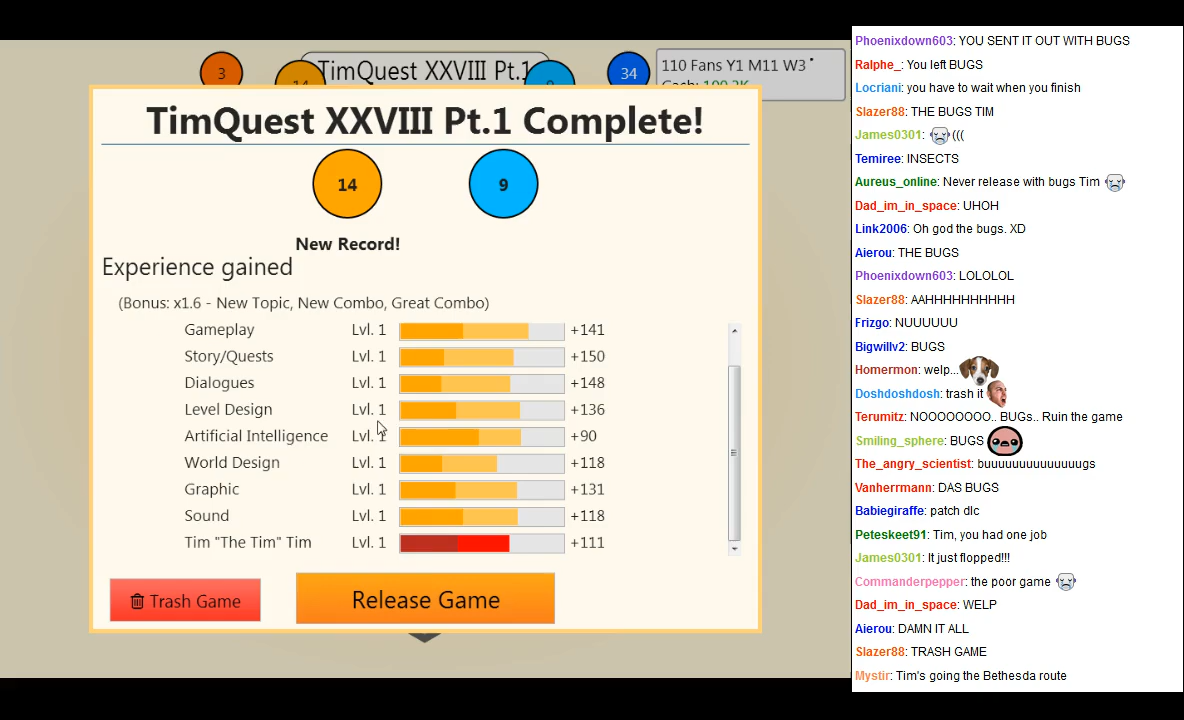 3
14
TimQuest XXVIII Pt.1
34
110 Fans Y1 M11 W3
TimQuest XXVIII Pt.1 Complete!
14
9
New Record!
Experience gained
(Bonus: x1.6 - New Topic, New Combo, Great Combo)
Gameplay Lvl. 1 +141
Story/Quests Lvl. 1 +150
Dialogues Lvl. 1 +148
Level Design Lvl. 1 +136
Artificial Intelligence Lvl. 1 +90
World Design Lvl. 1 +118
Graphic Lvl. 1 +131
Sound Lvl. 1 +118
Tim "The Tim" Tim Lvl. 1 +111
Trash Game
Release Game
Phoenixdown603: YOU SENT IT OUT WITH BUGS
Ralphe_: You left BUGS
Locriani: you have to wait when you finish
Slazer88: THE BUGS TIM
James0301: (((
Temiree: INSECTS
Aureus_online: Never release with bugs Tim
Dad_im_in_space: UHOH
Link2006: Oh god the bugs. XD
Aierou: THE BUGS
Phoenixdown603: LOLOLOL
Slazer88: AAHHHHHHHHH
Frizgo: NUUUUUU
Bigwillv2: BUGS
Homermon: welp...
Doshdoshdosh: trash it
Terumitz: NOOOOOOOO.. BUGs.. Ruin the game
Smiling_sphere: BUGS
The_angry_scientist: buuuuuuuuuuuuuugs
Vanherrmann: DAS BUGS
Babiegiraffe: patch dlc
Peteskeet91: Tim, you had one job
James0301: It just flopped!!!
Commanderpepper: the poor game
Dad_im_in_space: WELP
Aierou: DAMN IT ALL
Slazer88: TRASH GAME
Mystir: Tim's going the Bethesda route